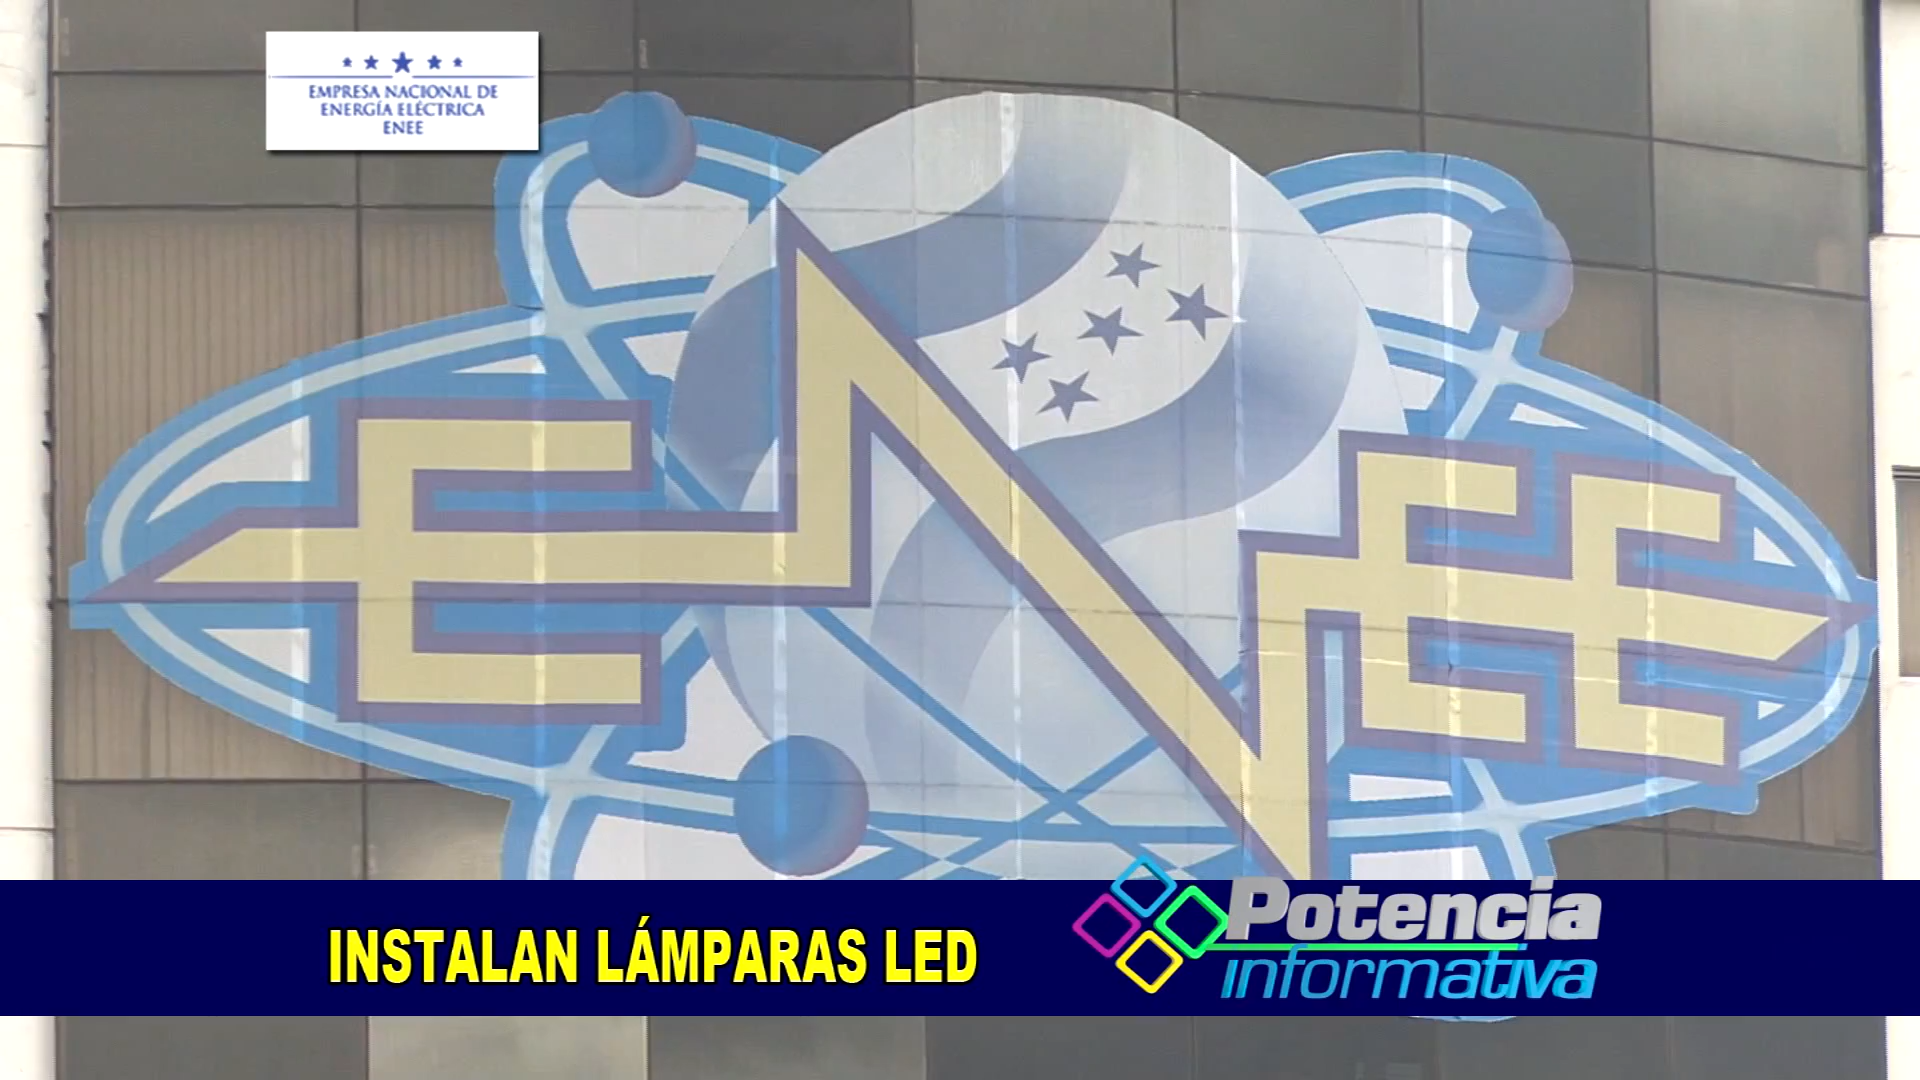 EMPRESA NACIONAL DE
ENERGÍA ELÉCTRICA
ENEE
ENEE
INSTALAN LÁMPARAS LED
Potencia
informativa